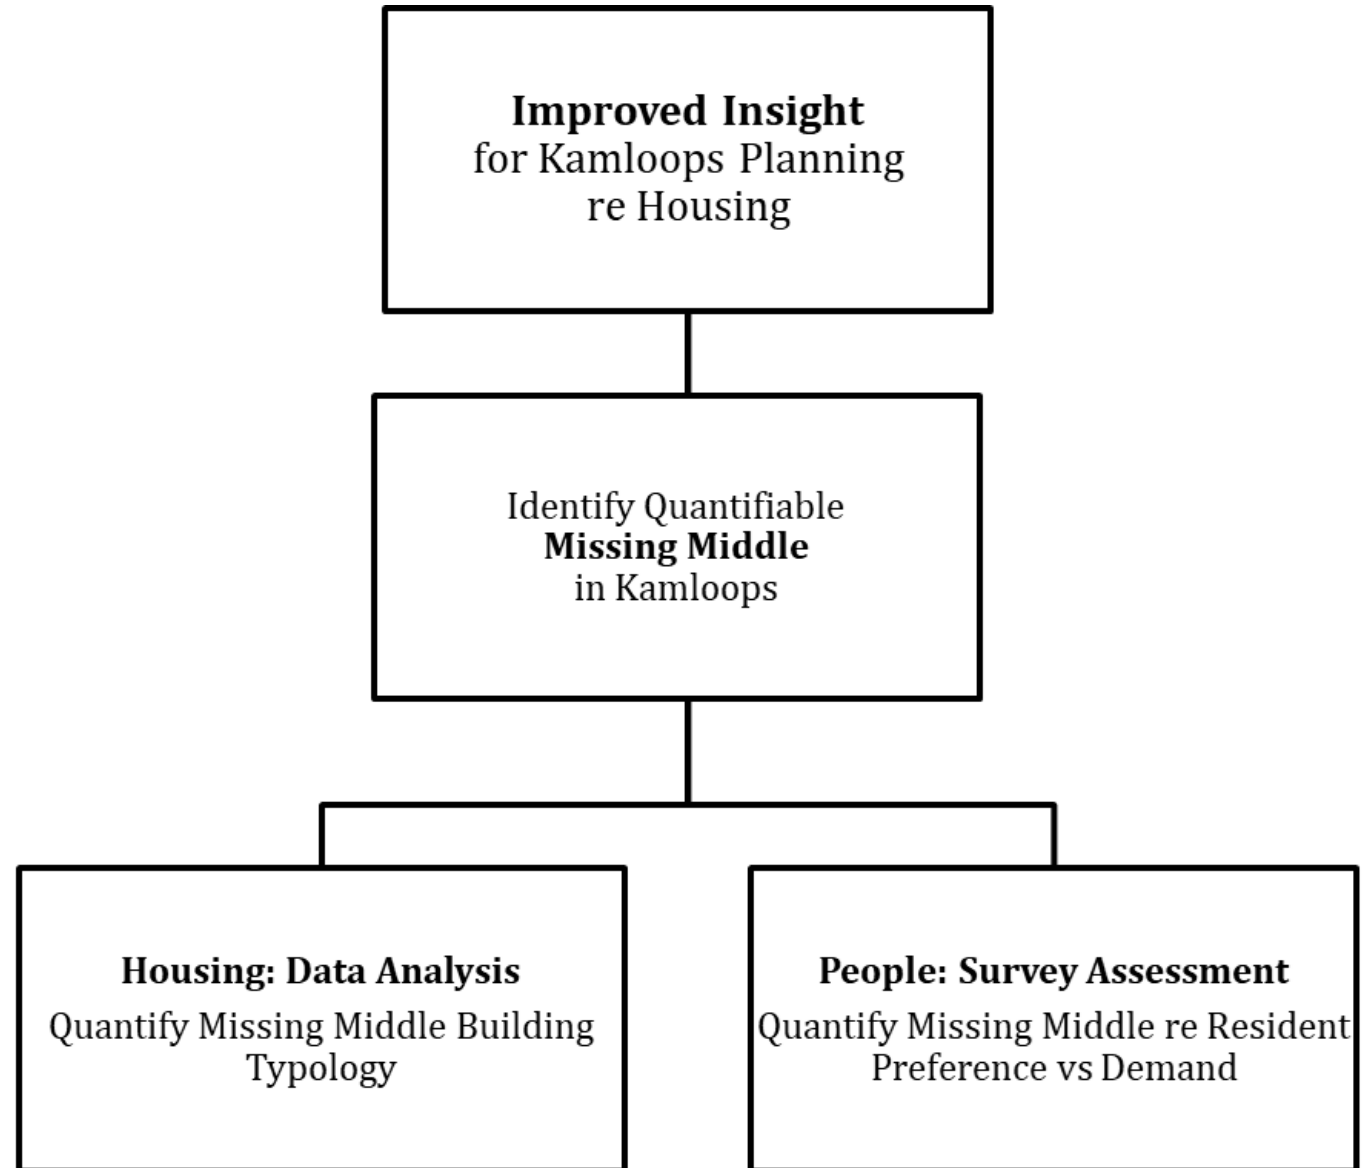 Improved Insight
for Kamloops Planning
re Housing
Identify Quantifiable
Missing Middle
in Kamloops
Housing: Data Analysis
Quantify Missing Middle Building
Typology
People: Survey Assessment
Quantify Missing Middle re Resident
Preference vs Demand